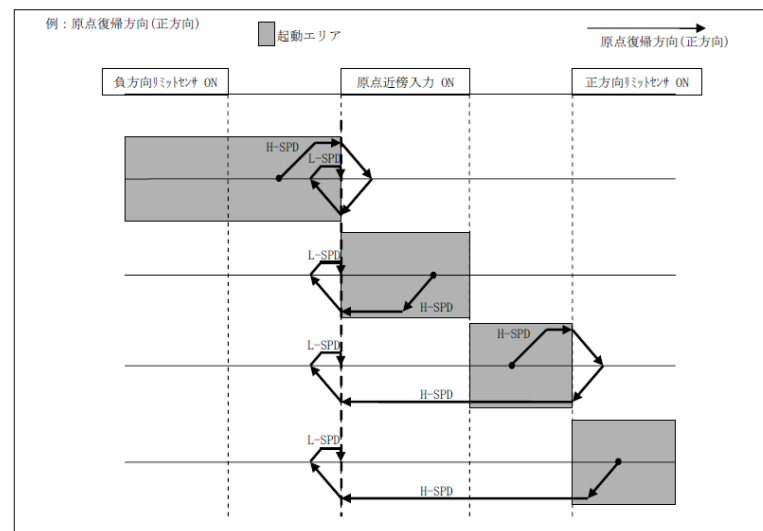 例：原点復帰方向(正方向)
起動エリア
原点復帰方向(正方向)
負方向ﾘﾐｯﾄｾﾝｻ ON
原点近傍入力 ON
正方向ﾘﾐｯﾄｾﾝｻ ON
H-SPD
L-SPD
L-SPD
H-SPD
H-SPD
L-SPD
H-SPD
L-SPD
H-SPD